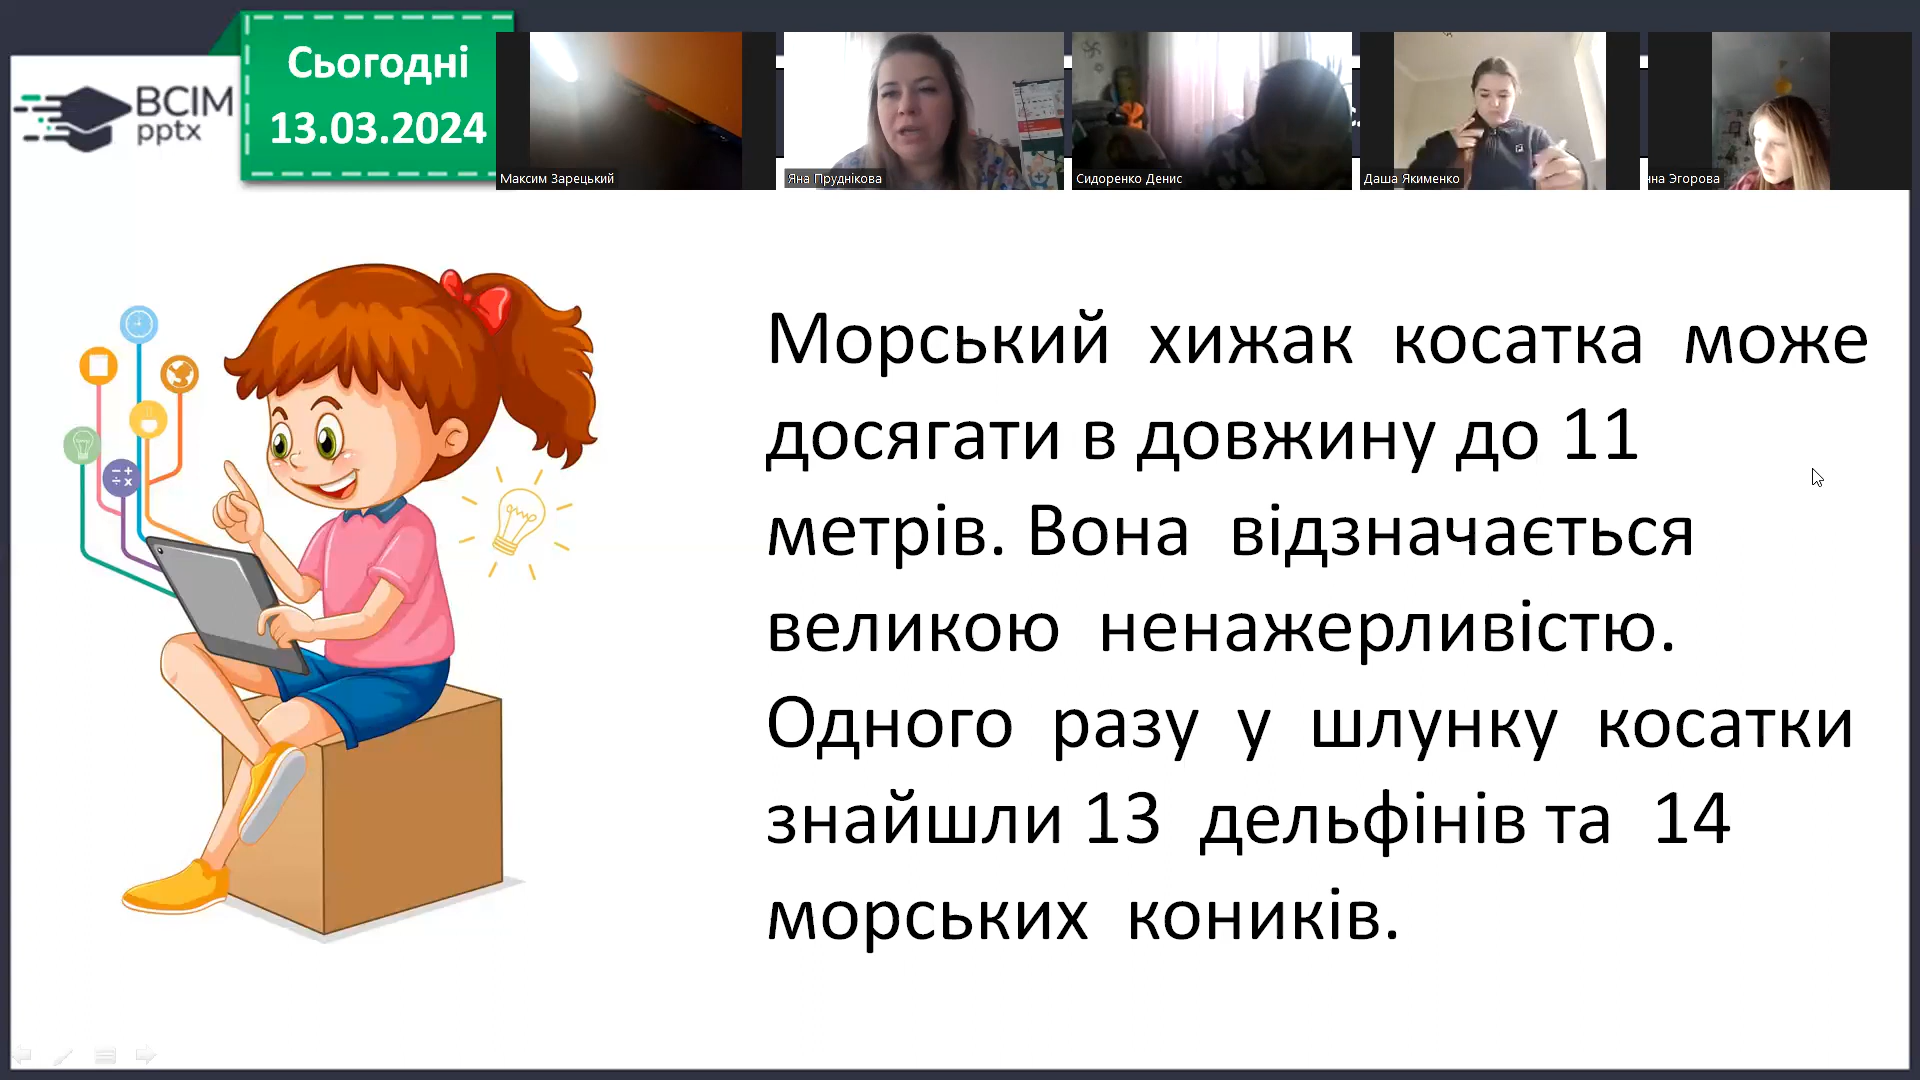 Сьогодні
13.03.2024
ВСІМ
pptx
Максим Зарецький
Яна Пруднікова
Сидоренко Денис
Даша Якименко
нна Эгорова
Морський хижак косатка може
досягати в довжину до 11
метрів. Вона відзначається
великою ненажерливістю.
Одного разу у шлунку косатки
знайшли 13 дельфінів та 14
морських коників.